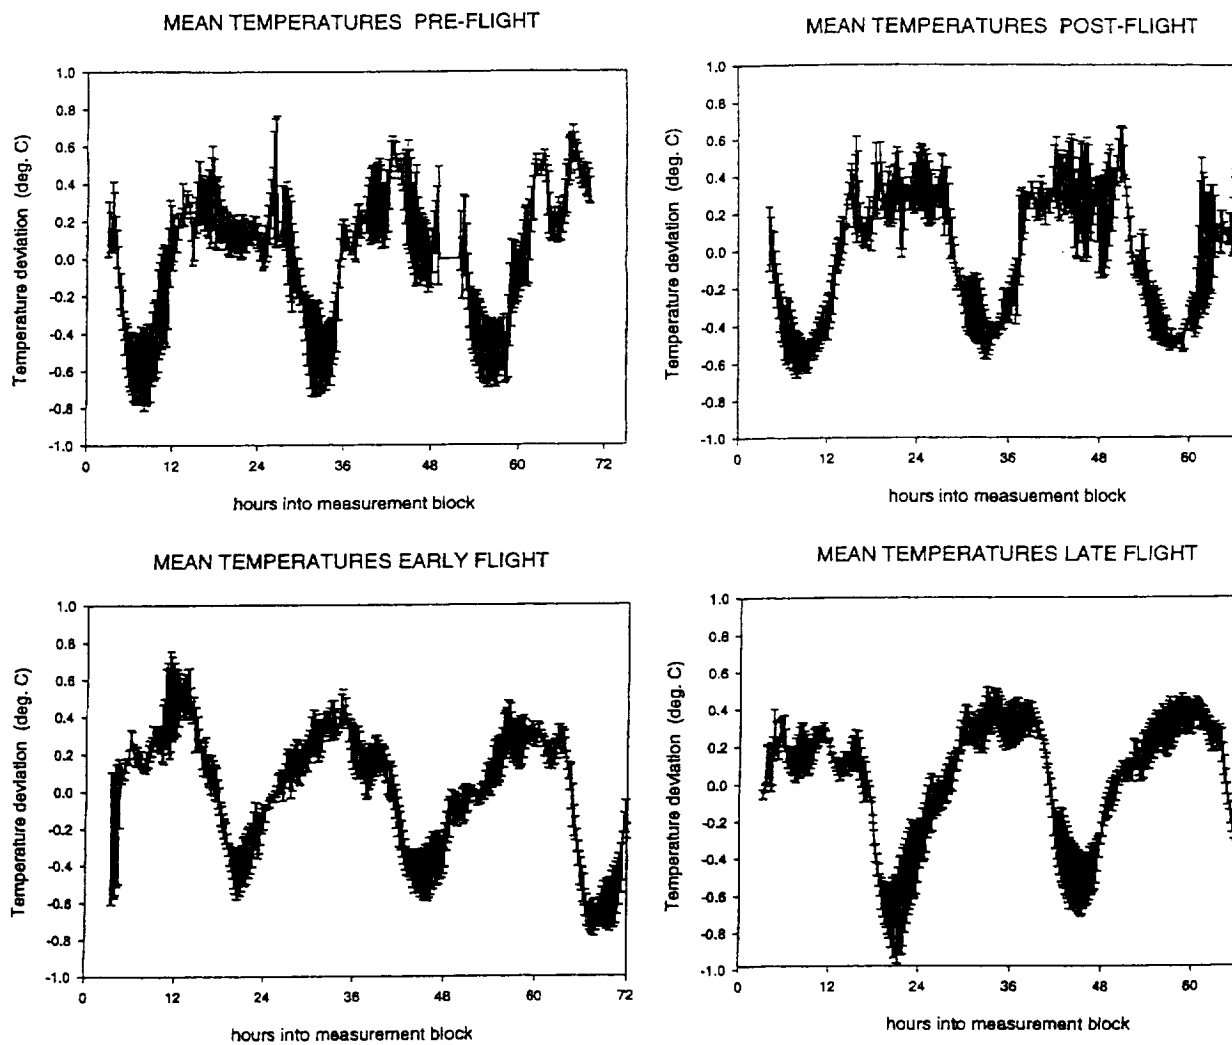 MEAN TEMPERATURES PRE-FLIGHT
1.0
0.8
0.6
0.4
0.2
0.0
-0.2
-0.4
-0.6
-0.8
-1.0
Temperature deviation (deg. C)
0 12 24 36 48 60 72
hours into measurement block
MEAN TEMPERATURES POST-FLIGHT
1.0
0.8
0.6
0.4
0.2
0.0
-0.2
-0.4
-0.6
-0.8
-1.0
Temperature deviation (deg. C)
0 12 24 36 48 60
hours into measuement block
MEAN TEMPERATURES EARLY FLIGHT
1.0
0.8
0.6
0.4
0.2
0.0
-0.2
-0.4
-0.6
-0.8
-1.0
Temperature deviation (deg. C)
0 12 24 36 48 60 72
hours into measurement block
MEAN TEMPERATURES LATE FLIGHT
1.0
0.8
0.6
0.4
0.2
0.0
-0.2
-0.4
-0.6
-0.8
-1.0
Temperature deviation (deg. C)
0 12 24 36 48 60
hours into measurement block